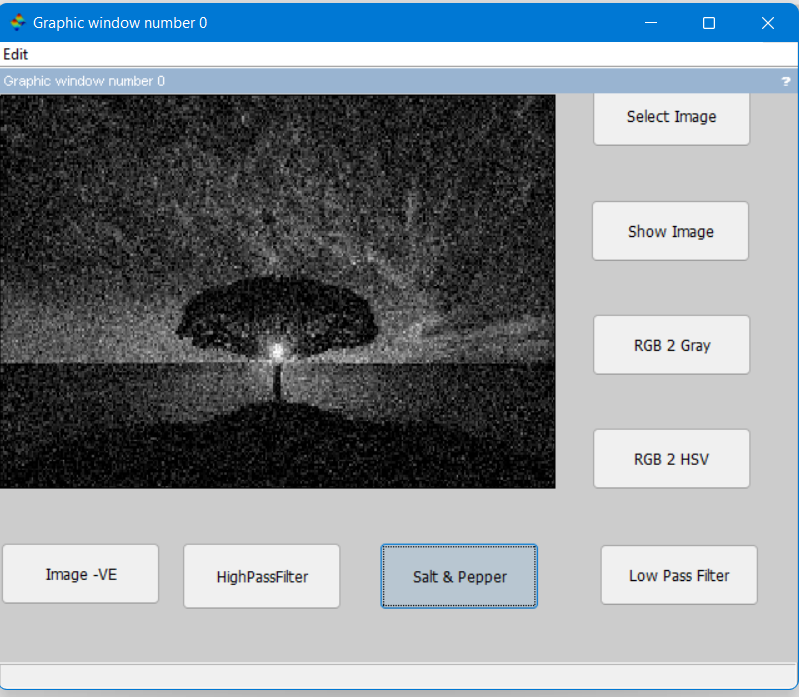 Graphic window number 0
Edit
Graphic window number 0
?
Select Image
Show Image
RGB 2 Gray
RGB 2 HSV
Image -VE
HighPassFilter
Salt & Pepper
Low Pass Filter